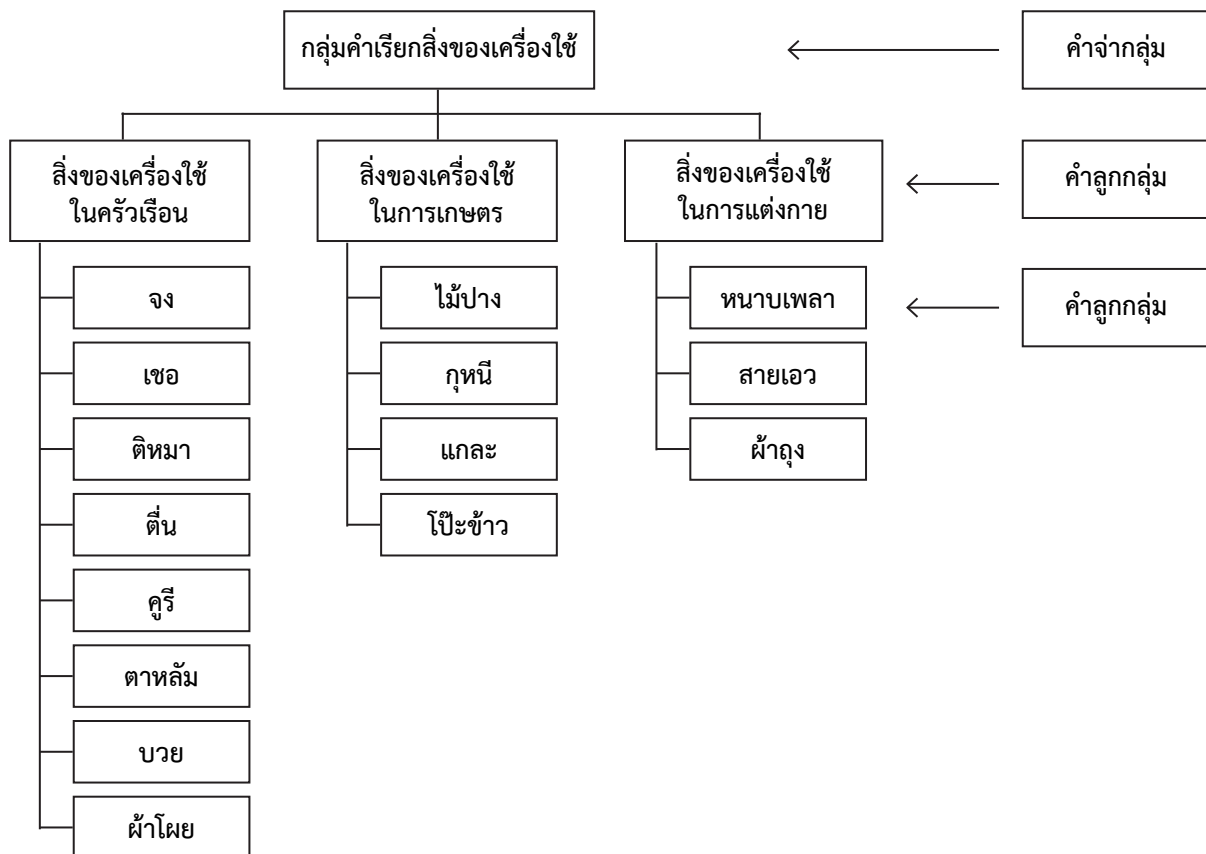 กลุ่มคำเรียกสิ่งของเครื่องใช้
คำจ่ากลุ่ม
สิ่งของเครื่องใช้
ในครัวเรือน
สิ่งของเครื่องใช้
ในการเกษตร
สิ่งของเครื่องใช้
ในการแต่งกาย
คำลูกกลุ่ม
จง
เชอ
ติหมา
ตื่น
คูรี
ตาหลัม
บวย
ผ้าโผย
ไม้ปาง
กุหนี
แกละ
โป๊ะข้าว
หนาบเพลา
สายเอว
ผ้าถุง
คำลูกกลุ่ม